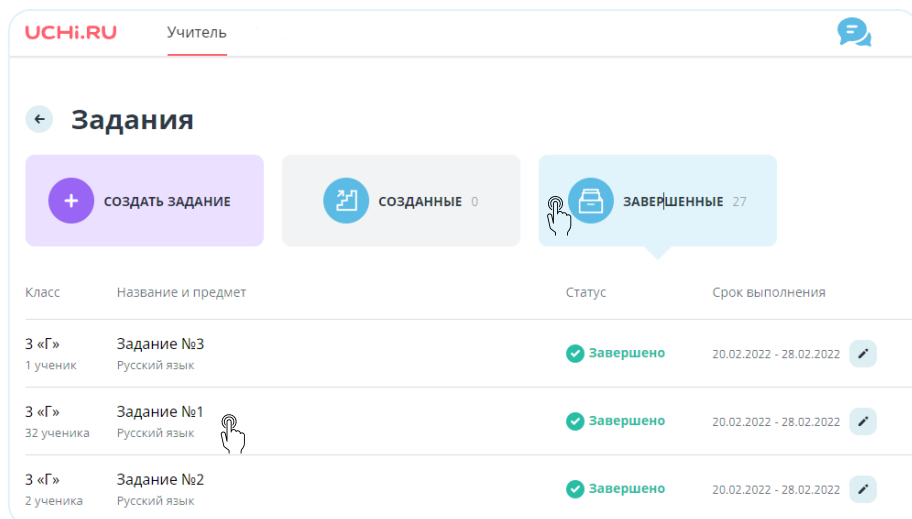 UCHi.RU Учитель
Задания
СОЗДАТЬ ЗАДАНИЕ СОЗДАННЫЕ 0 ЗАВЕРШЕННЫЕ 27
Класс Название и предмет Статус Срок выполнения
3 «Г» Задание №3
1 ученик Русский язык
Завершено 20.02.2022 - 28.02.2022
3 «Г» Задание №1
32 ученика Русский язык
Завершено 20.02.2022 - 28.02.2022
3 «Г» Задание №2
2 ученика Русский язык
Завершено 20.02.2022 - 28.02.2022